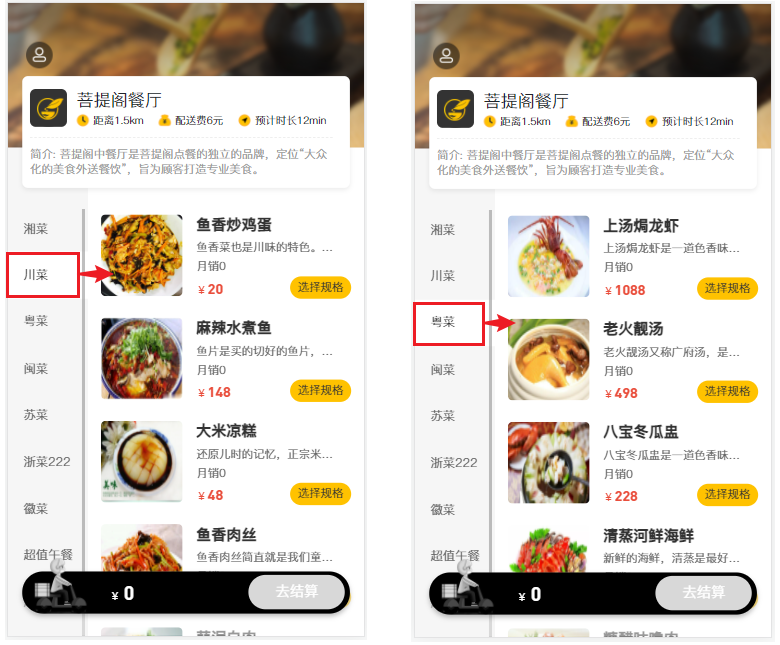 菩提阁餐厅
距离1.5km 配送费6元 预计时长12min
简介: 菩提阁中餐厅是菩提阁点餐的独立的品牌，定位“大众
化的美食外送餐饮”，旨为顾客打造专业美食。
湘菜
川菜
粤菜
闽菜
苏菜
浙菜222
徽菜
超值午餐
鱼香炒鸡蛋
鱼香菜也是川味的特色。...
月销0
￥20 选择规格
麻辣水煮鱼
鱼片是买的切好的鱼片，...
月销0
￥148 选择规格
大米凉糕
还原儿时的记忆，正宗米...
月销0
￥48 选择规格
鱼香肉丝
鱼香肉丝简直就是我们童...
￥0 去结算
菩提阁餐厅
距离1.5km 配送费6元 预计时长12min
简介: 菩提阁中餐厅是菩提阁点餐的独立的品牌，定位“大众
化的美食外送餐饮”，旨为顾客打造专业美食。
湘菜
川菜
粤菜
闽菜
苏菜
浙菜222
徽菜
超值午餐
上汤焗龙虾
上汤焗龙虾是一道色香味...
月销0
￥1088 选择规格
老火靓汤
老火靓汤又称广府汤，是...
月销0
￥498 选择规格
八宝冬瓜盅
八宝冬瓜盅是一道色香味...
月销0
￥228 选择规格
清蒸河鲜海鲜
新鲜的海鲜，清蒸是最好...
￥0 去结算